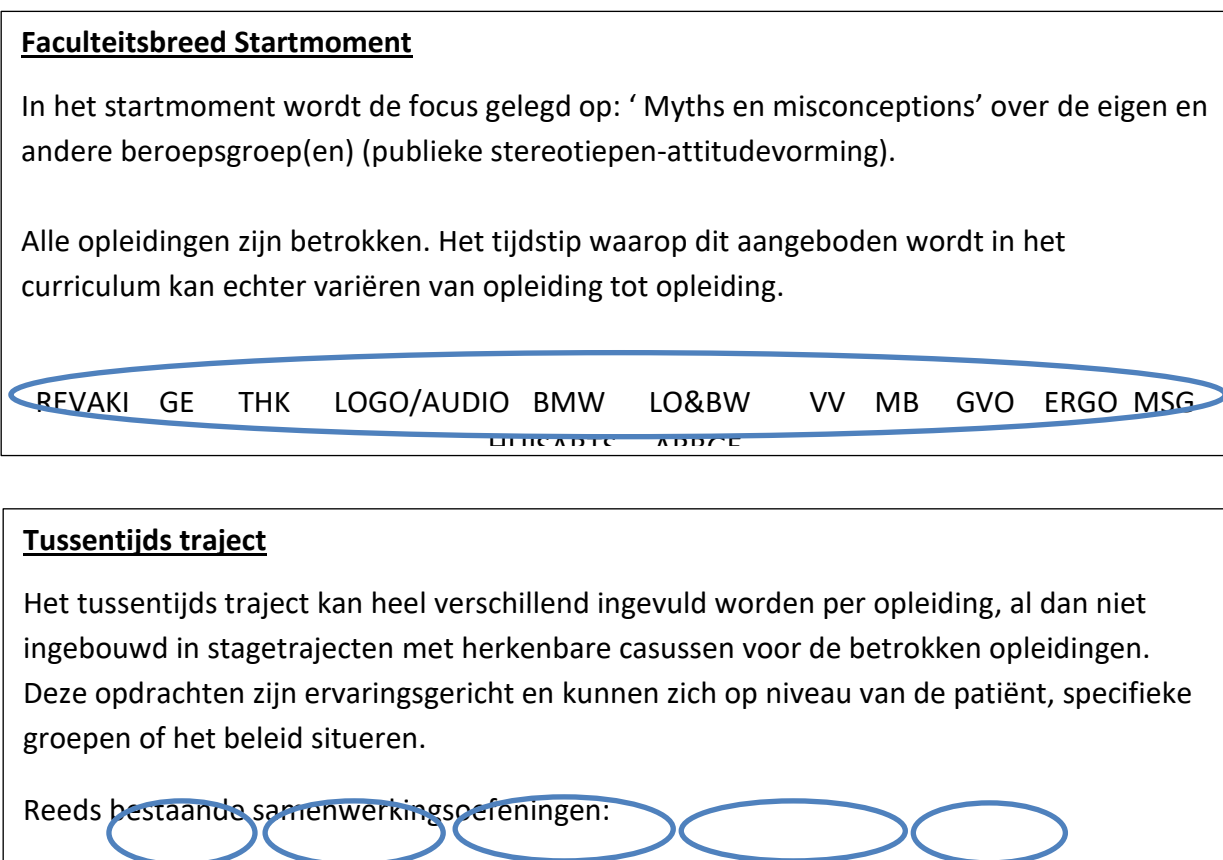 Faculteitsbreed Startmoment
In het startmoment wordt de focus gelegd op: ‘ Myths en misconceptions’ over de eigen en
andere beroepsgroep(en) (publieke stereotiepen-attitudevorming).
Alle opleidingen zijn betrokken. Het tijdstip waarop dit aangeboden wordt in het
curriculum kan echter variëren van opleiding tot opleiding.
REVAKI GE THK LOGO/AUDIO BMW LO&BW VV MB GVO ERGO MSG
HUISARTS
Tussentijds traject
Het tussentijds traject kan heel verschillend ingevuld worden per opleiding, al dan niet
ingebouwd in stagetrajecten met herkenbare casussen voor de betrokken opleidingen.
Deze opdrachten zijn ervaringsgericht en kunnen zich op niveau van de patiënt, specifieke
groepen of het beleid situeren.
Reeds bestaande samenwerkingsoefeningen: